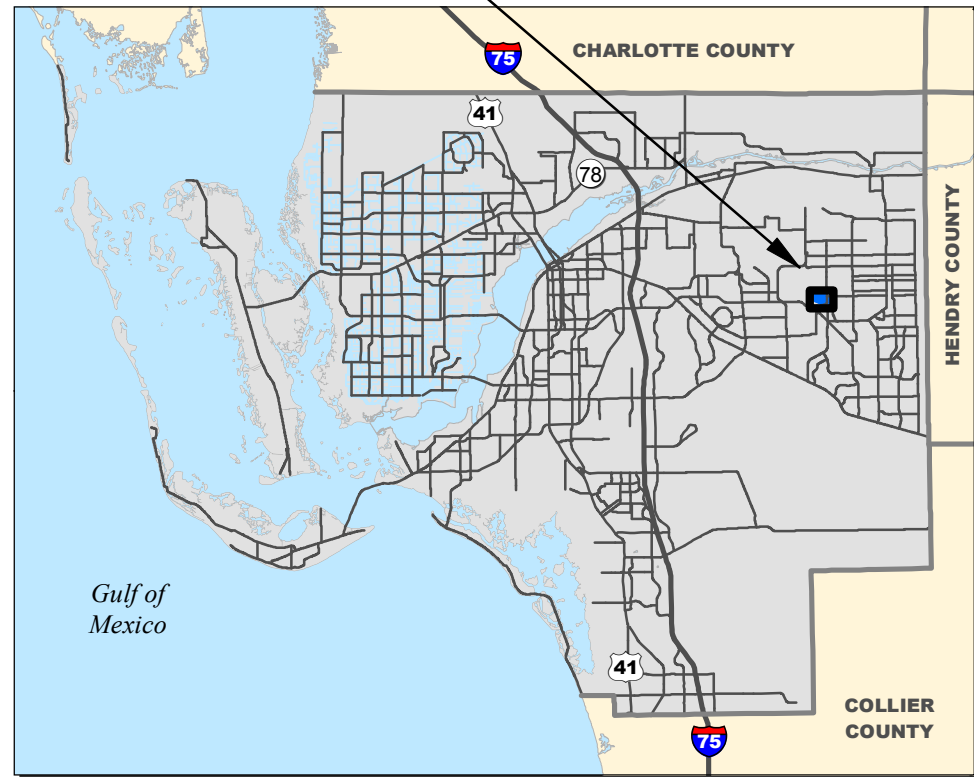 75
CHARLOTTE COUNTY
41
78
HENDRY COUNTY
Gulf of
Mexico
41
COLLIER
COUNTY
75